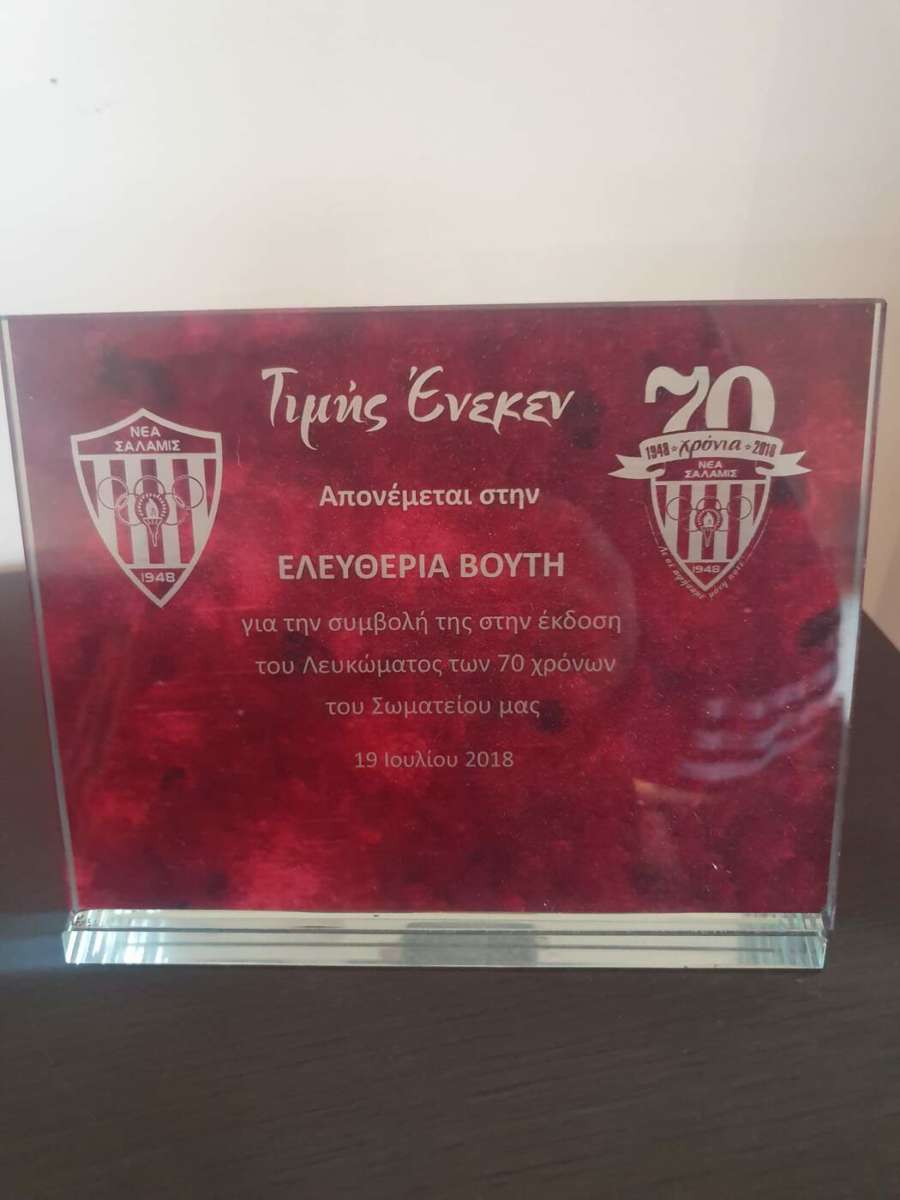 Τιμής Ένεκεν
ΝΕΑ
ΣΑΛΑΜΙΣ
1948
70
1948 χρόνια 2018
ΝΕΑ
ΣΑΛΑΜΙΣ
1948
Απονέμεται στην
ΕΛΕΥΘΕΡΙΑ ΒΟΥΤΗ
για την συμβολή της στην έκδοση
του Λευκώματος των 70 χρόνων
του Σωματείου μας
19 Ιουλίου 2018